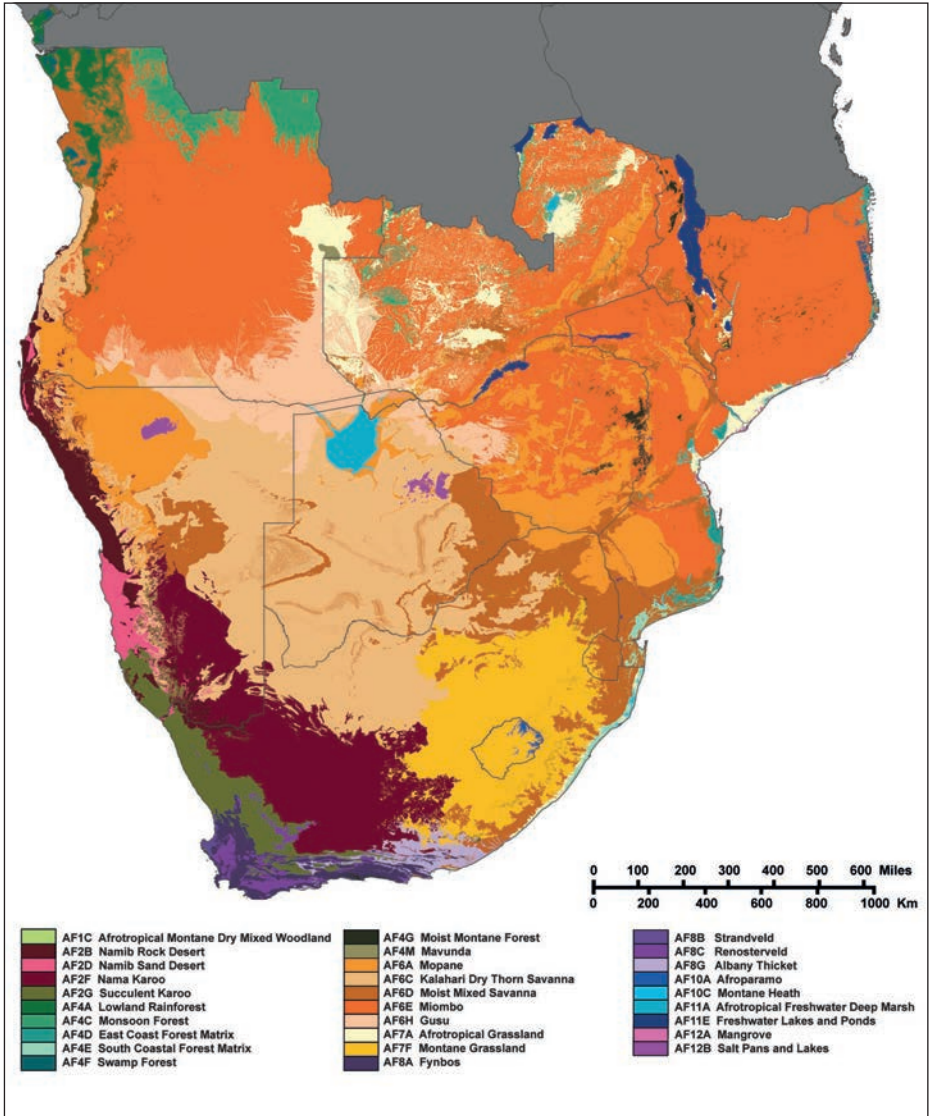 0 100 200 300 400 500 600 Miles
0 200 400 600 800 1000 Km
AF1C Afrotropical Montane Dry Mixed Woodland
AF2B Namib Rock Desert
AF2D Namib Sand Desert
AF2F Nama Karoo
AF2G Succulent Karoo
AF4A Lowland Rainforest
AF4C Monsoon Forest
AF4D East Coast Forest Matrix
AF4E South Coastal Forest Matrix
AF4F Swamp Forest
AF4G Moist Montane Forest
AF4M Mavunda
AF6A Mopane
AF6C Kalahari Dry Thorn Savanna
AF6D Moist Mixed Savanna
AF6E Miombo
AF6H Gusu
AF7A Afrotropical Grassland
AF7F Montane Grassland
AF8A Fynbos
AF8B Strandveld
AF8C Renosterveld
AF8G Albany Thicket
AF10A Afroparamo
AF10C Montane Heath
AF11A Afrotropical Freshwater Deep Marsh
AF11E Freshwater Lakes and Ponds
AF12A Mangrove
AF12B Salt Pans and Lakes